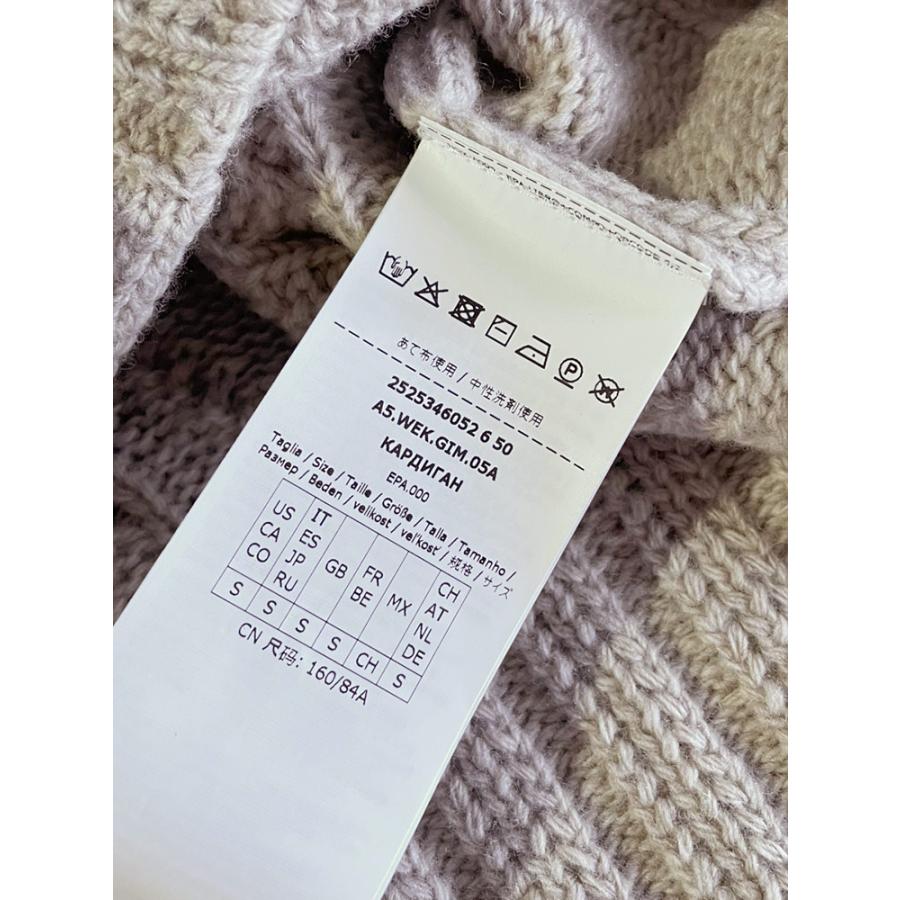 P
あて布使用 / 中性洗剤使用
2525346052 6 50
A5.WEK.GIM.05A
КАРДИГАН
EPA.000
Taglia / Size / Taille / Größe / Talla / Tamanho /
Размер / Beden / velikost / veľkosť / 规格 / サイズ
US CA CO
IT ES JP RU
GB
FR BE
MX
CH AT NL DE
S S S S CH S
CN 尺码: 160/84A